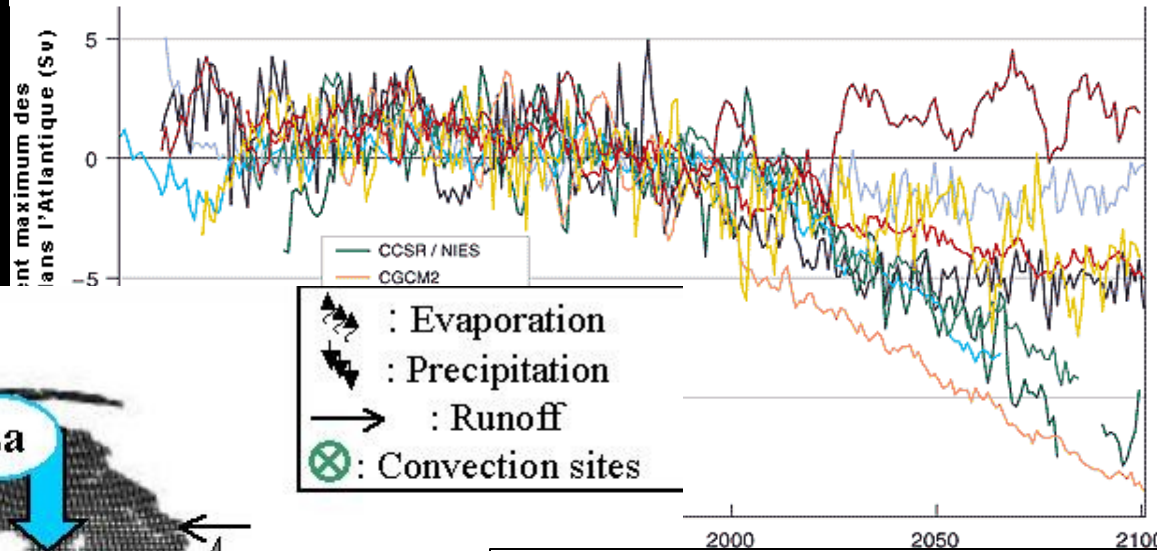 ent maximum des
ans l'Atlantique (Sv)
5
0
−5
CCSR / NIES
CGCM2
: Evaporation
: Precipitation
: Runoff
: Convection sites
a
2000
2050
210